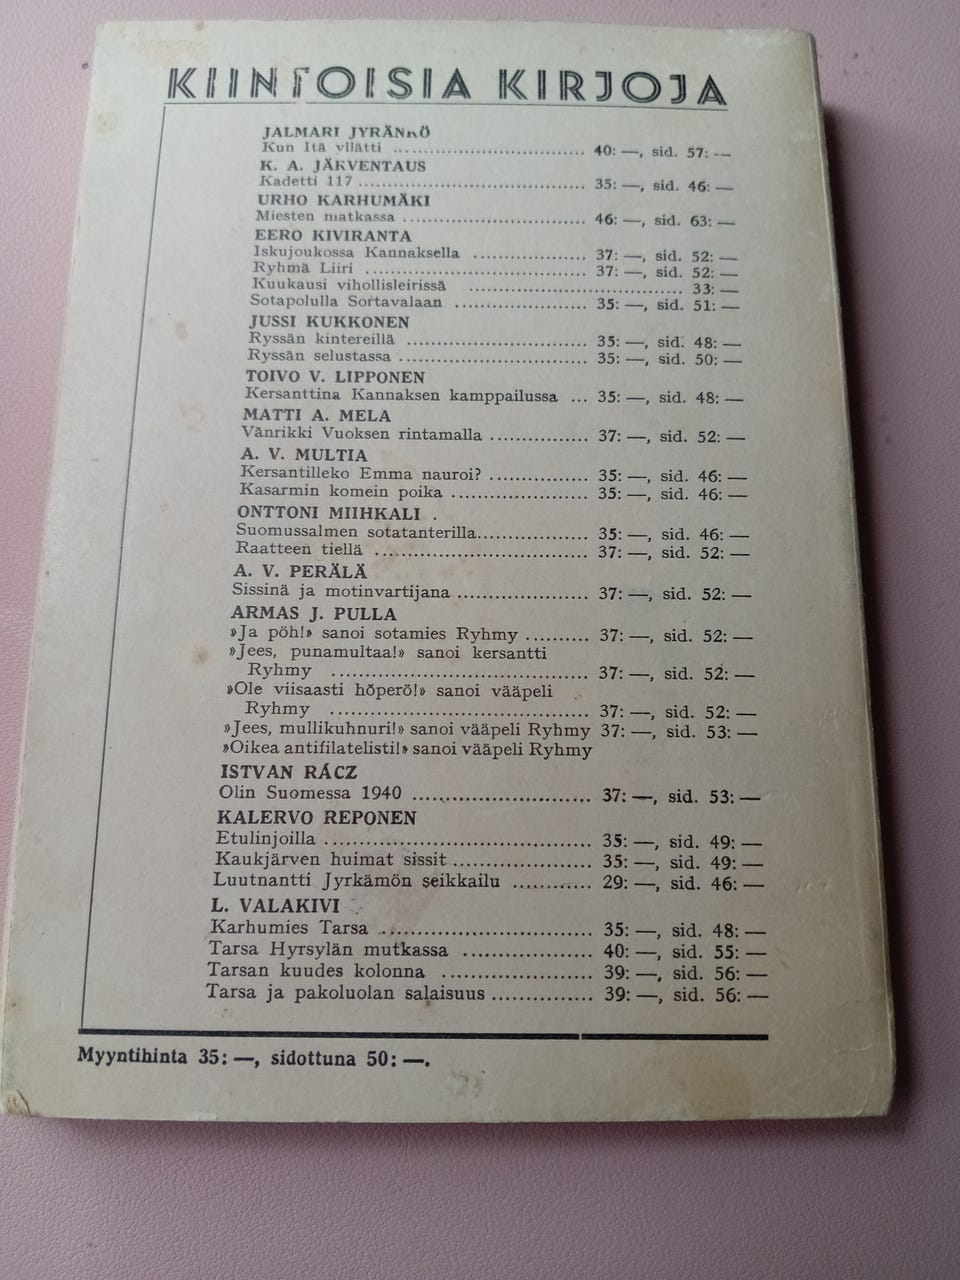 KIINTOISIA KIRJOJA
JALMARI JYRÄNKÖ
Kun Itä yllätti .............................. 40: —, sid. 57: —
K. A. JÄRVENTAUS
Kadetti 117 .............................. 35: —, sid. 46: —
URHO KARHUMÄKI
Miesten matkassa .............................. 46: —, sid. 63: —
EERO KIVIRANTA
Iskujoukossa Kannaksella .................. 37: —, sid. 52: —
Ryhmä Liiri .............................. 37: —, sid. 52: —
Kuukausi vihollisleirissä .............................. 33: —
Sotapolulla Sortavalaan ..................... 35: —, sid. 51: —
JUSSI KUKKONEN
Ryssän kintereillä .......................... 35: —, sid. 48: —
Ryssän selustassa .......................... 35: —, sid. 50: —
TOIVO V. LIPPONEN
Kersanttina Kannaksen kamppailussa ... 35: —, sid. 48: —
MATTI A. MELA
Vänrikki Vuoksen rintamalla ................ 37: —, sid. 52: —
A. V. MULTIA
Kersantilleko Emma nauroi? ................ 35: —, sid. 46: —
Kasarmin komein poika ...................... 35: —, sid. 46: —
ONTTONI MIIHKALI .
Suomussalmen sotatanterilla.................. 35: —, sid. 46: —
Raatteen tiellä .............................. 37: —, sid. 52: —
A. V. PERÄLÄ
Sissinä ja motinvartijana ..................... 37: —, sid. 52: —
ARMAS J. PULLA
»Ja pöh!» sanoi sotamies Ryhmy .......... 37: —, sid. 52: —
»Jees, punamultaa!» sanoi kersantti
Ryhmy .............................. 37: —, sid. 52: —
»Ole viisaasti höperö!» sanoi vääpeli
Ryhmy .............................. 37: —, sid. 52: —
»Jees, mullikuhnuri!» sanoi vääpeli Ryhmy 37: —, sid. 53: —
»Oikea antifilatelisti!» sanoi vääpeli Ryhmy
ISTVAN RÁCZ
Olin Suomessa 1940 ............................ 37: —, sid. 53: —
KALERVO REPONEN
Etulinjoilla .............................. 35: —, sid. 49: —
Kaukjärven huimat sissit ...................... 35: —, sid. 49: —
Luutnantti Jyrkämön seikkailu ............ 29: —, sid. 46: —
L. VALAKIVI
Karhumies Tarsa .............................. 35: —, sid. 48: —
Tarsa Hyrsylän mutkassa .................... 40: —, sid. 55: —
Tarsan kuudes kolonna ....................... 39: —, sid. 56: —
Tarsa ja pakoluolan salaisuus ............... 39: —, sid. 56: —
Myyntihinta 35: —, sidottuna 50: —.